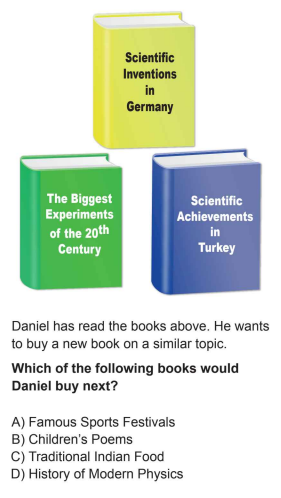 Scientific
Inventions
in
Germany
The Biggest
Experiments
of the 20th
Century
Scientific
Achievements
in
Turkey
Daniel has read the books above. He wants
to buy a new book on a similar topic.
Which of the following books would
Daniel buy next?
A) Famous Sports Festivals
B) Children's Poems
C) Traditional Indian Food
D) History of Modern Physics